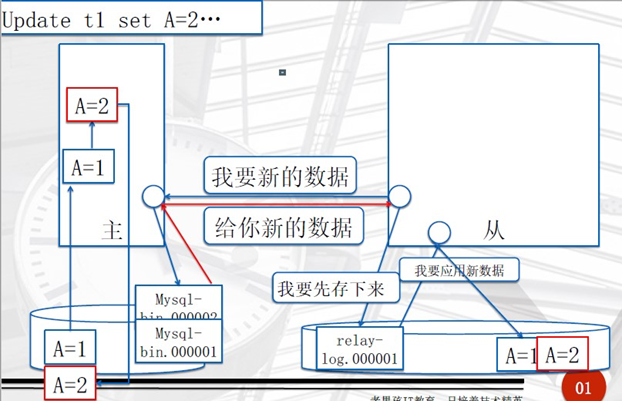 Update t1 set A=2…
A=2
A=1
我要新的数据
给你新的数据
主
从
我要应用新数据
我要先存下来
Mysql-
bin.000002
Mysql-
bin.000001
relay-
log.000001
A=1
A=2
A=1
A=2
01